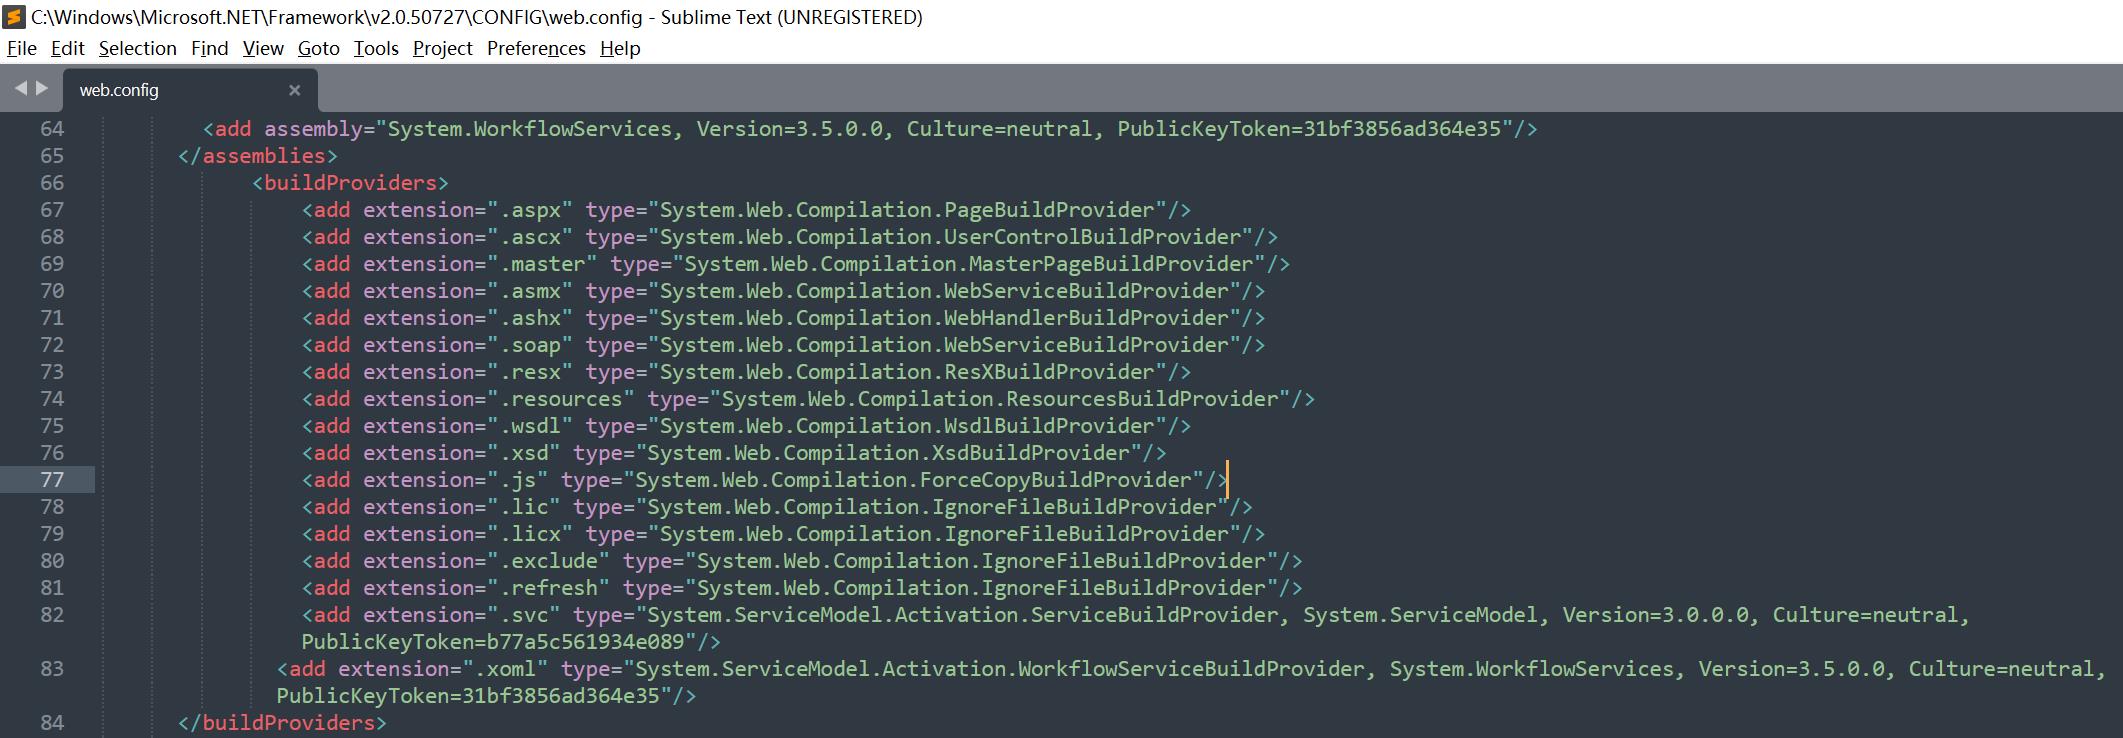 C:\Windows\Microsoft.NET\Framework\v2.0.50727\CONFIG\web.config - Sublime Text (UNREGISTERED)
File Edit Selection Find View Goto Tools Project Preferences Help
web.config ×
64 <add assembly="System.WorkflowServices, Version=3.5.0.0, Culture=neutral, PublicKeyToken=31bf3856ad364e35"/>
65 </assemblies>
66 <buildProviders>
67 <add extension=".aspx" type="System.Web.Compilation.PageBuildProvider"/>
68 <add extension=".ascx" type="System.Web.Compilation.UserControlBuildProvider"/>
69 <add extension=".master" type="System.Web.Compilation.MasterPageBuildProvider"/>
70 <add extension=".asmx" type="System.Web.Compilation.WebServiceBuildProvider"/>
71 <add extension=".ashx" type="System.Web.Compilation.WebHandlerBuildProvider"/>
72 <add extension=".soap" type="System.Web.Compilation.WebServiceBuildProvider"/>
73 <add extension=".resx" type="System.Web.Compilation.ResXBuildProvider"/>
74 <add extension=".resources" type="System.Web.Compilation.ResourcesBuildProvider"/>
75 <add extension=".wsdl" type="System.Web.Compilation.WsdlBuildProvider"/>
76 <add extension=".xsd" type="System.Web.Compilation.XsdBuildProvider"/>
77 <add extension=".js" type="System.Web.Compilation.ForceCopyBuildProvider"/>
78 <add extension=".lic" type="System.Web.Compilation.IgnoreFileBuildProvider"/>
79 <add extension=".licx" type="System.Web.Compilation.IgnoreFileBuildProvider"/>
80 <add extension=".exclude" type="System.Web.Compilation.IgnoreFileBuildProvider"/>
81 <add extension=".refresh" type="System.Web.Compilation.IgnoreFileBuildProvider"/>
82 <add extension=".svc" type="System.ServiceModel.Activation.ServiceBuildProvider, System.ServiceModel, Version=3.0.0.0, Culture=neutral,
PublicKeyToken=b77a5c561934e089"/>
83 <add extension=".xoml" type="System.ServiceModel.Activation.WorkflowServiceBuildProvider, System.WorkflowServices, Version=3.5.0.0, Culture=neutral,
PublicKeyToken=31bf3856ad364e35"/>
84 </buildProviders>